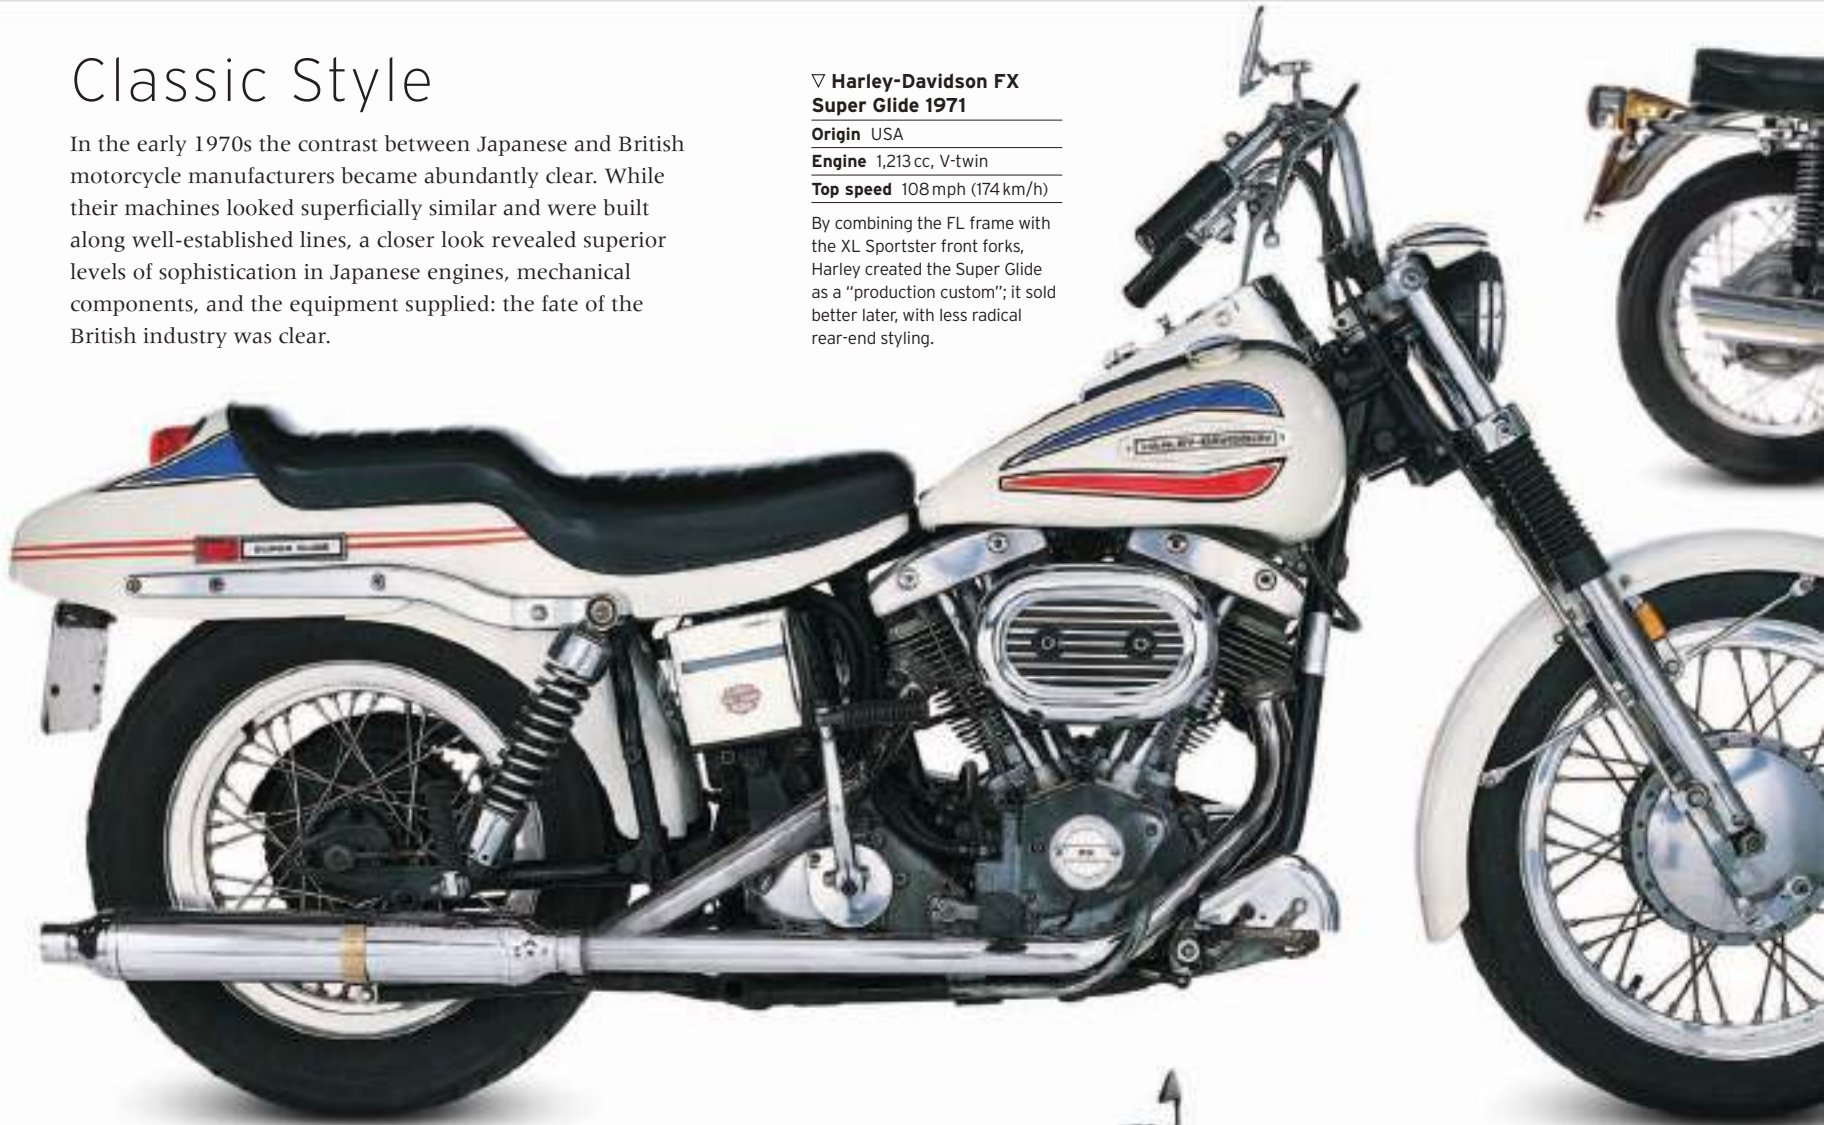 Classic Style
In the early 1970s the contrast between Japanese and British
motorcycle manufacturers became abundantly clear. While
their machines looked superficially similar and were built
along well-established lines, a closer look revealed superior
levels of sophistication in Japanese engines, mechanical
components, and the equipment supplied: the fate of the
British industry was clear.
▽ Harley-Davidson FX
Super Glide 1971
Origin USA
Engine 1,213 cc, V-twin
Top speed 108 mph (174 km/h)
By combining the FL frame with
the XL Sportster front forks,
Harley created the Super Glide
as a “production custom”; it sold
better later, with less radical
rear-end styling.
HARLEY-DAVIDSON
SUPER GLIDE